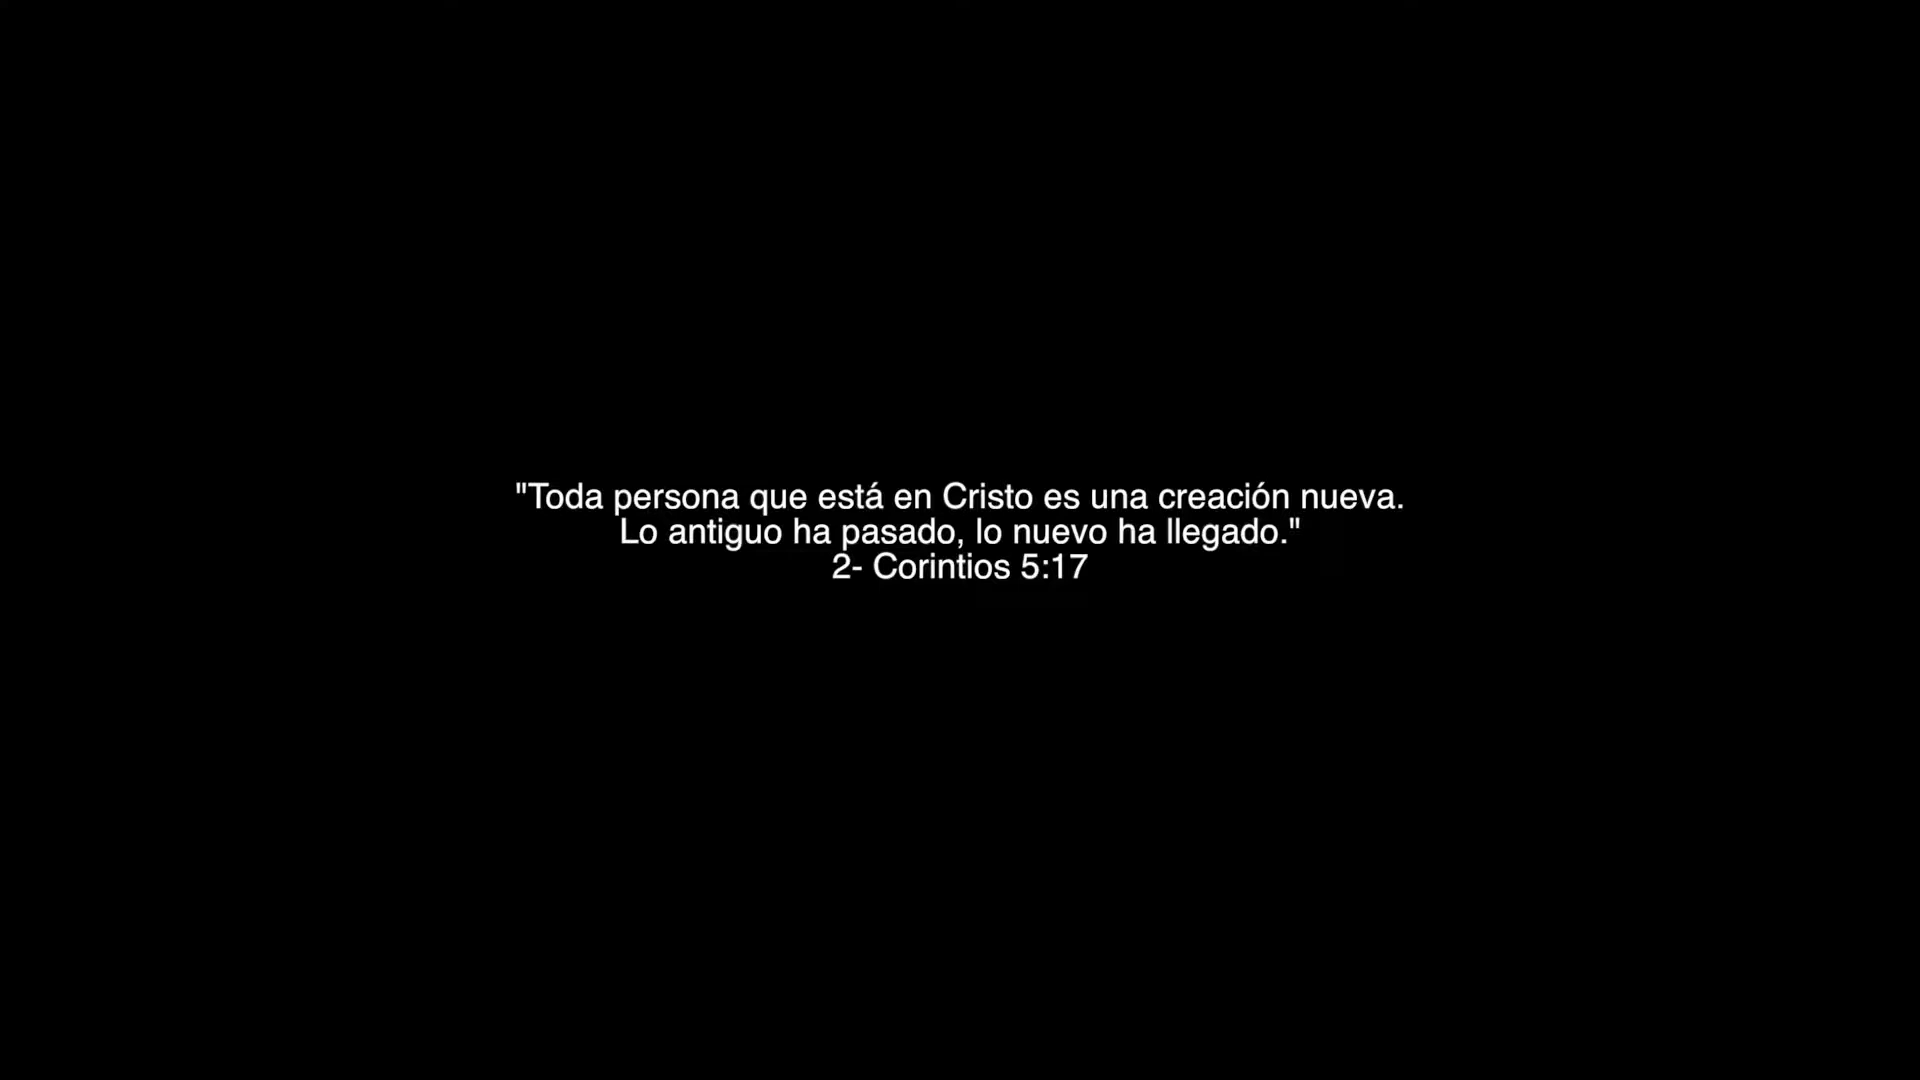 "Toda persona que está en Cristo es una creación nueva.
Lo antiguo ha pasado, lo nuevo ha llegado."
2- Corintios 5:17